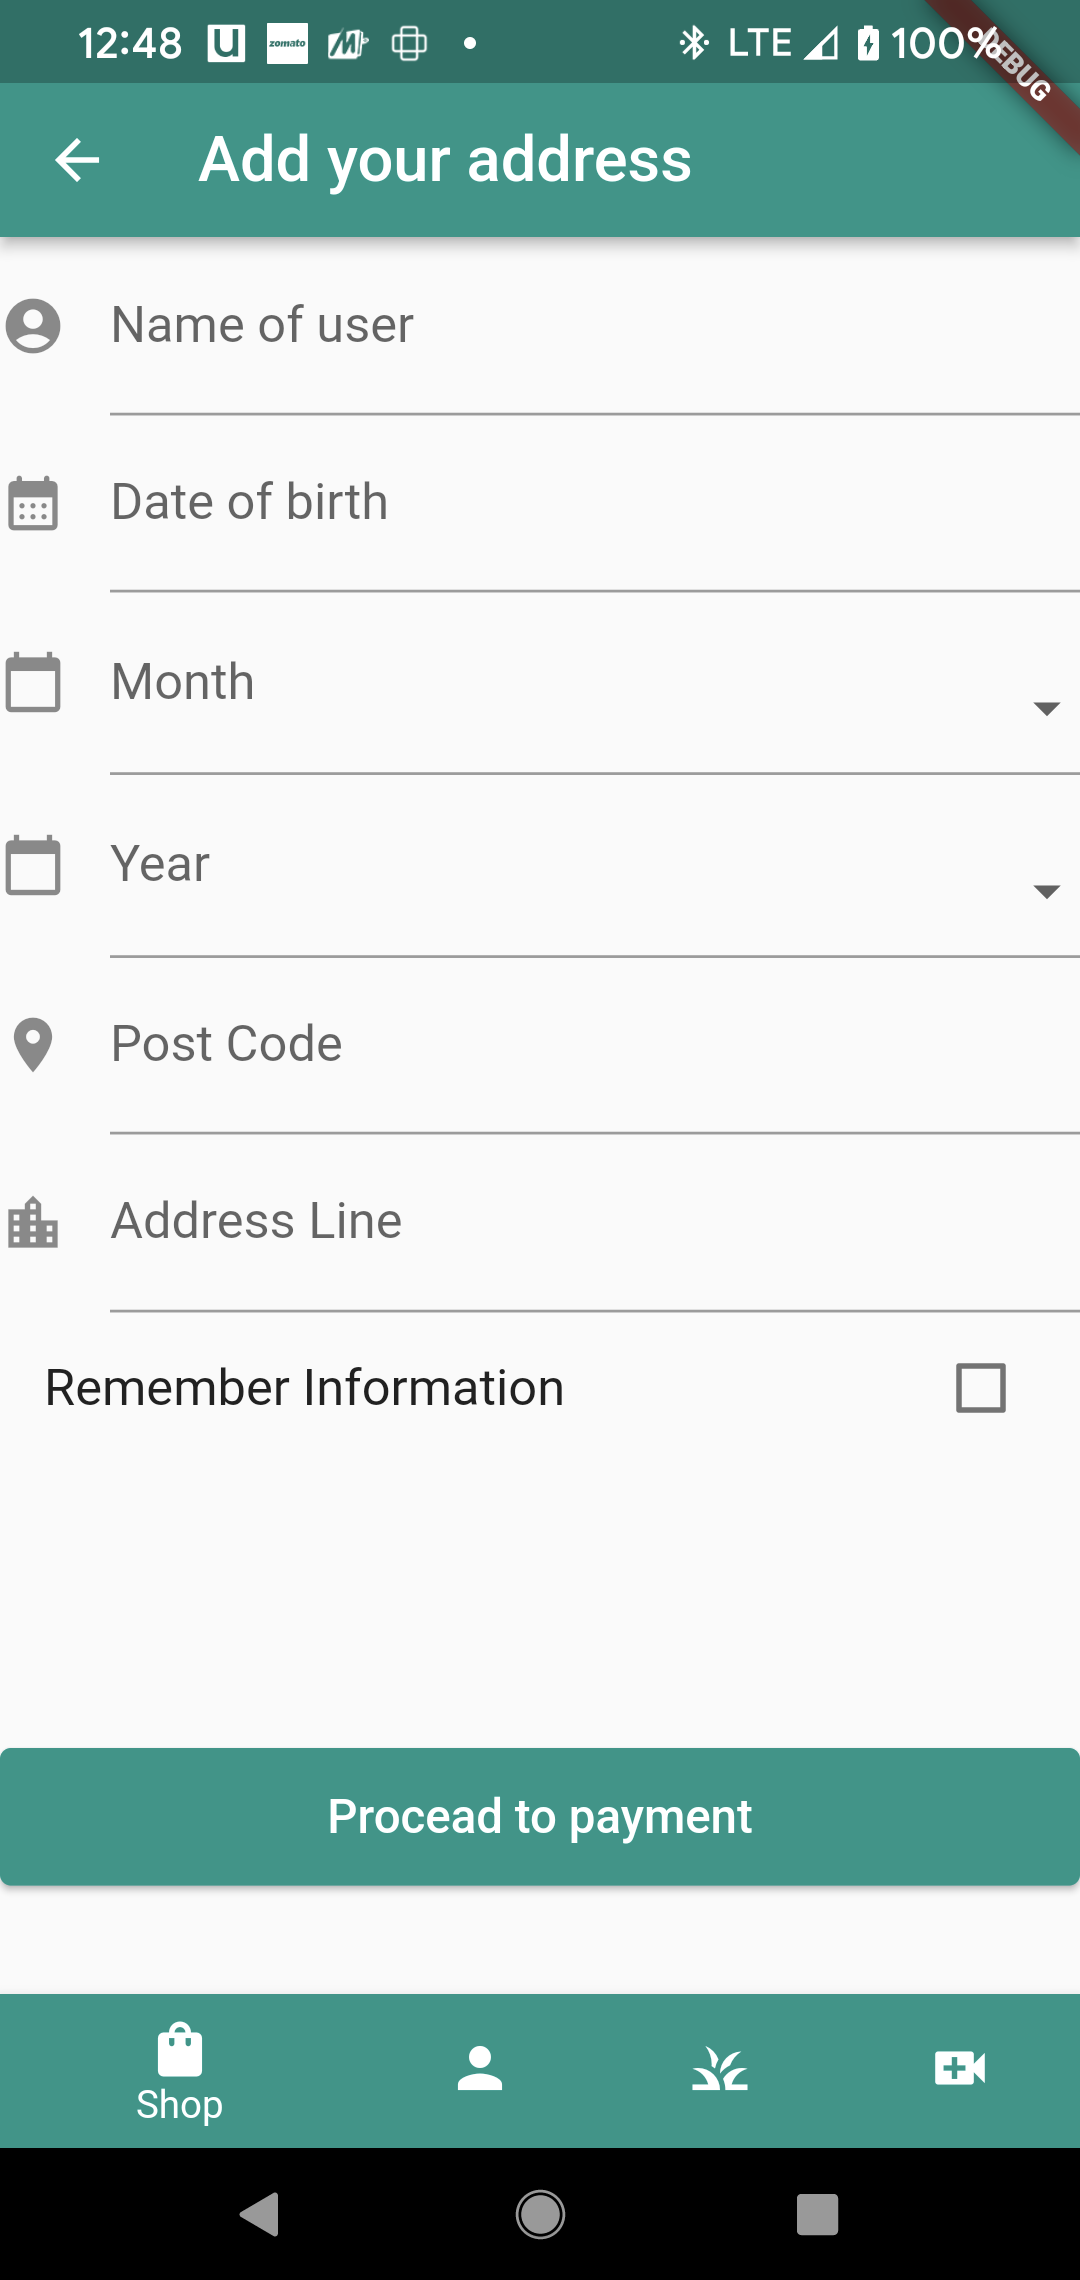 12:48 U zomato M LTE 100%
DEBUG
Add your address
Name of user
Date of birth
Month
Year
Post Code
Address Line
Remember Information
Procead to payment
Shop